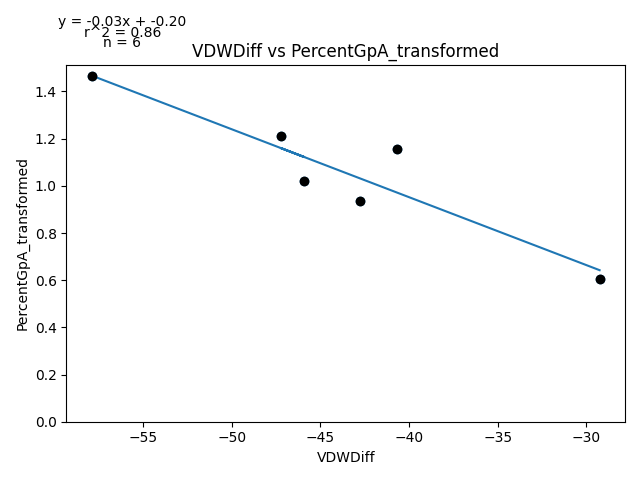 y = -0.03x + -0.20
r^2 = 0.86
n = 6
VDWDiff vs PercentGpA_transformed
PercentGpA_transformed
1.4
1.2
1.0
0.8
0.6
0.4
0.2
0.0
−55
−50
−45
−40
−35
−30
VDWDiff